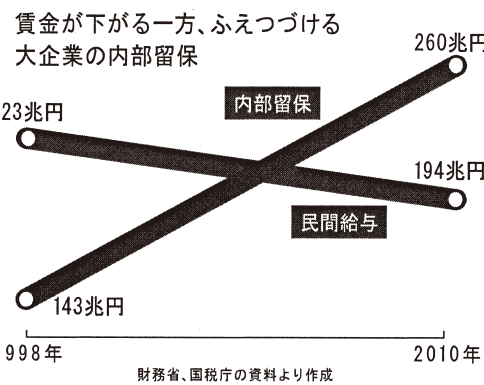 賃金が下がる一方、ふえつづける
大企業の内部留保
260兆円
内部留保
23兆円
194兆円
民間給与
143兆円
998年
2010年
財務省、国税庁の資料より作成